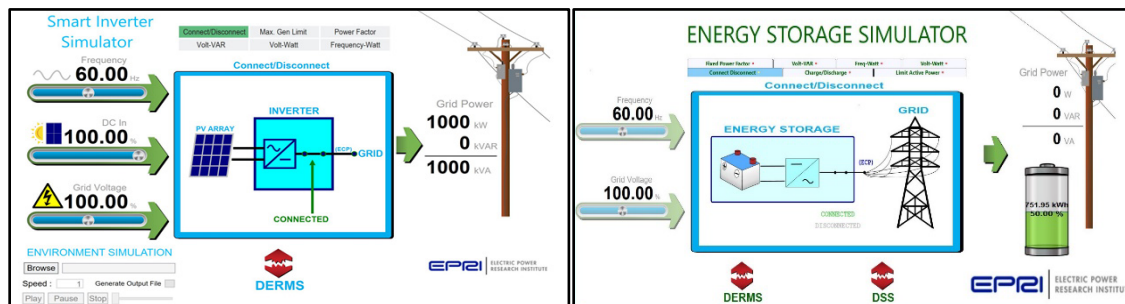 Smart Inverter
Simulator
Connect/Disconnect Max. Gen Limit Power Factor
Volt-VAR Volt-Watt Frequency-Watt
Frequency
60.00 Hz
DC In
100.00 %
Grid Voltage
100.00 %
Connect/Disconnect
INVERTER
PV ARRAY
(ECP)
GRID
CONNECTED
Grid Power
1000 kW
0 kVAR
1000 kVA
ENVIRONMENT SIMULATION
Browse
Speed : 1 Generate Output File
Play Pause Stop
DERMS
EPRI ELECTRIC POWER
RESEARCH INSTITUTE
ENERGY STORAGE SIMULATOR
Fixed Power Factor Volt-VAR Freq-Watt Volt-Watt
Connect Disconnect Charge/Discharge Limit Active Power
Connect/Disconnect
Frequency
60.00 Hz
Grid Voltage
100.00 %
ENERGY STORAGE
(ECP)
GRID
CONNECTED
DISCONNECTED
Grid Power
0 W
0 VAR
0 VA
751.95 kWh
50.00 %
DERMS
DSS
EPRI ELECTRIC POWER
RESEARCH INSTITU